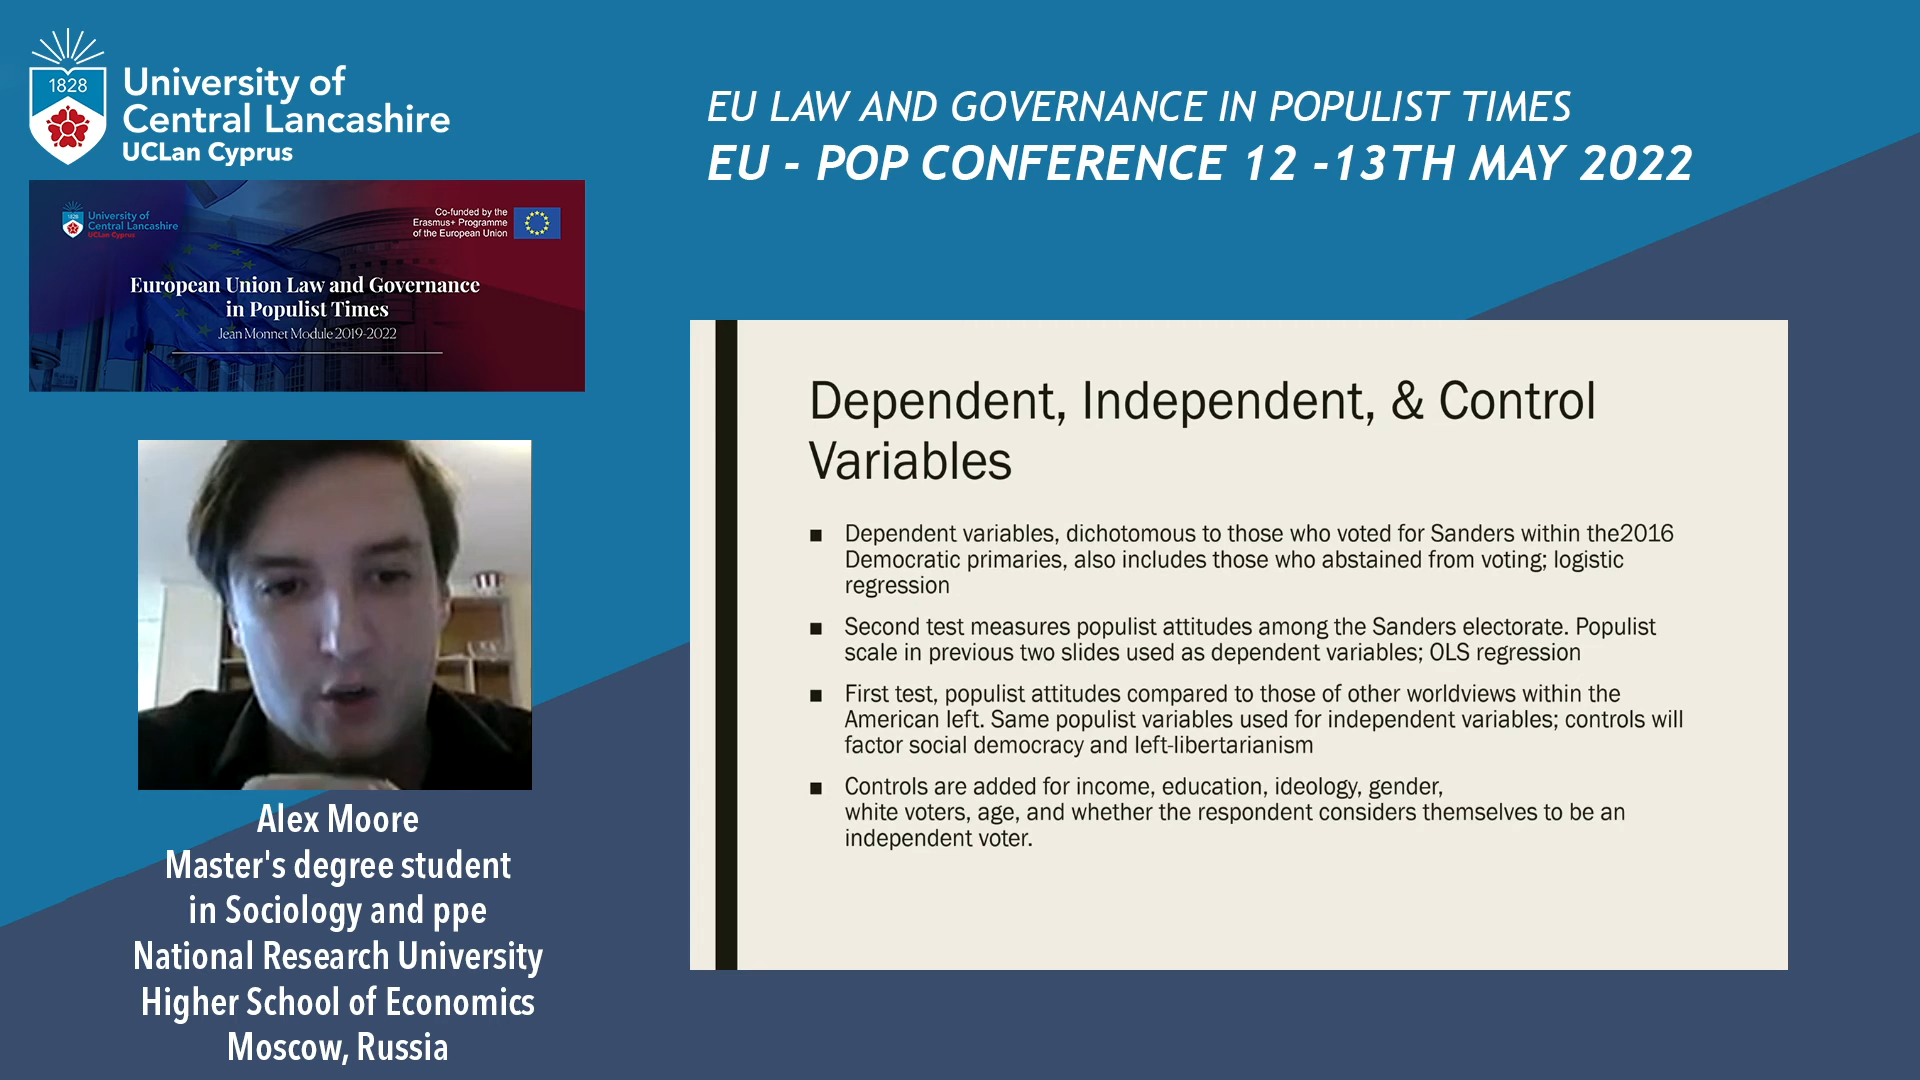 1828
University of
Central Lancashire
UCLan Cyprus
EU LAW AND GOVERNANCE IN POPULIST TIMES
EU - POP CONFERENCE 12 -13TH MAY 2022
1828
University of
Central Lancashire
UCLan Cyprus
Co-funded by the
Erasmus+ Programme
of the European Union
European Union Law and Governance
in Populist Times
Jean Monnet Module 2019-2022
Alex Moore
Master's degree student
in Sociology and ppe
National Research University
Higher School of Economics
Moscow, Russia
Dependent, Independent, & Control
Variables
■ Dependent variables, dichotomous to those who voted for Sanders within the2016
Democratic primaries, also includes those who abstained from voting; logistic
regression
■ Second test measures populist attitudes among the Sanders electorate. Populist
scale in previous two slides used as dependent variables; OLS regression
■ First test, populist attitudes compared to those of other worldviews within the
American left. Same populist variables used for independent variables; controls will
factor social democracy and left-libertarianism
■ Controls are added for income, education, ideology, gender,
white voters, age, and whether the respondent considers themselves to be an
independent voter.